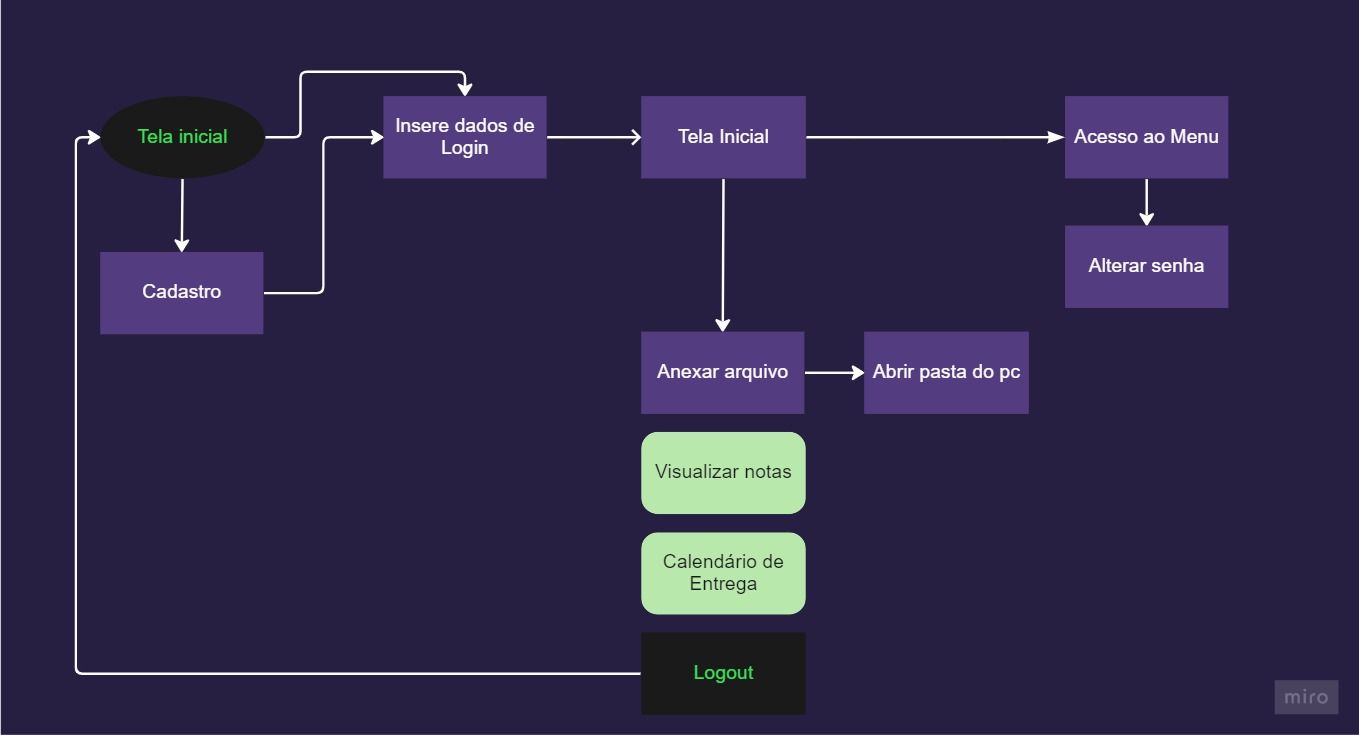 Tela inicial
Insere dados de
Login
Tela Inicial
Acesso ao Menu
Cadastro
Alterar senha
Anexar arquivo
Abrir pasta do pc
Visualizar notas
Calendário de
Entrega
Logout
miro